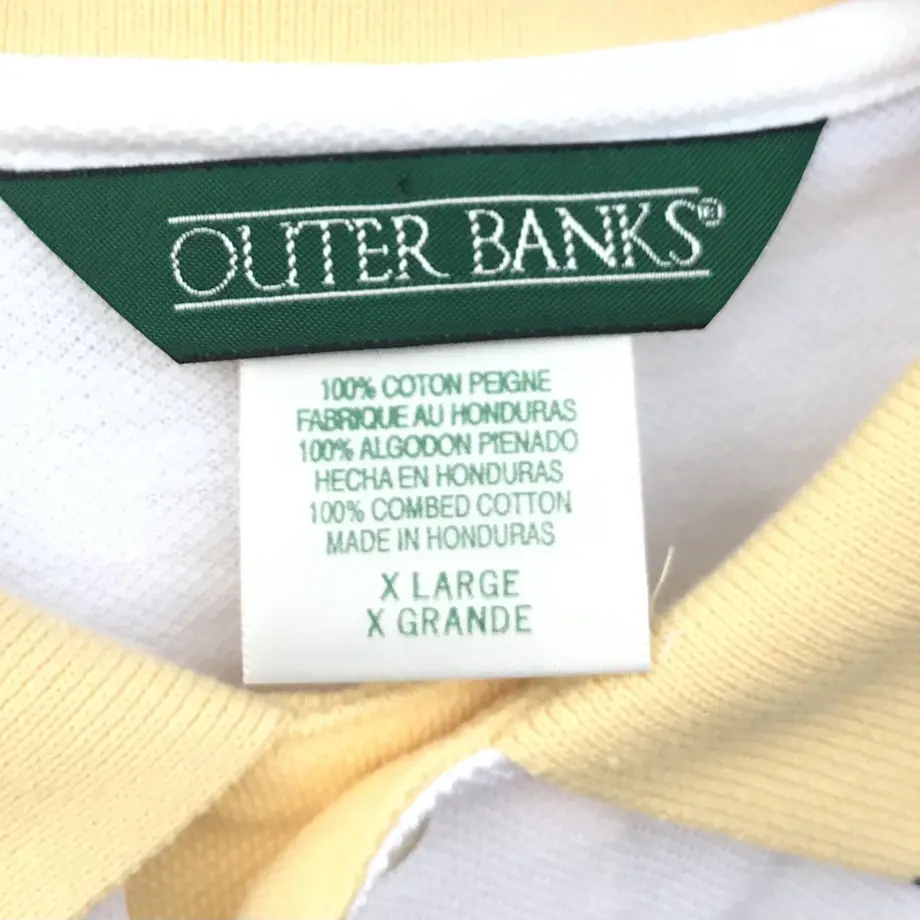 OUTER BANKS®
100% COTON PEIGNE
FABRIQUE AU HONDURAS
100% ALGODON PIENADO
HECHA EN HONDURAS
100% COMBED COTTON
MADE IN HONDURAS
X LARGE
X GRANDE